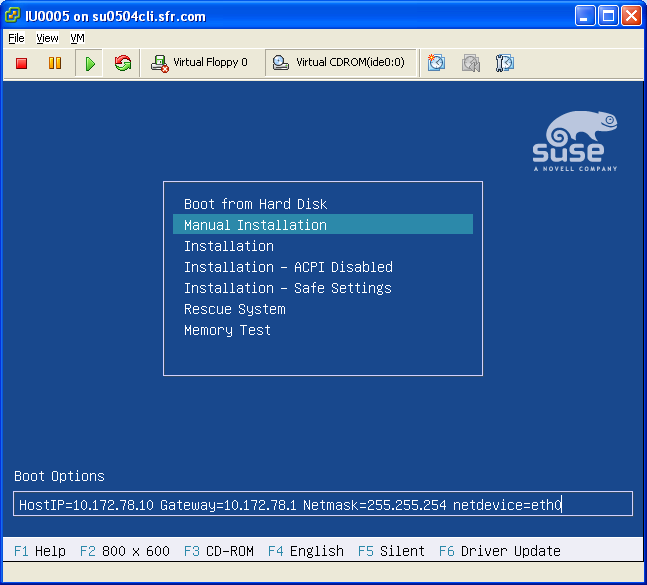 IU0005 on su0504cli.sfr.com
File View VM
Virtual Floppy 0 Virtual CDROM(ide0:0)
suse
A NOVELL COMPANY
Boot from Hard Disk
Manual Installation
Installation
Installation - ACPI Disabled
Installation - Safe Settings
Rescue System
Memory Test
Boot Options
HostIP=10.172.78.10 Gateway=10.172.78.1 Netmask=255.255.254 netdevice=eth0
F1 Help F2 800 x 600 F3 CD-ROM F4 English F5 Silent F6 Driver Update